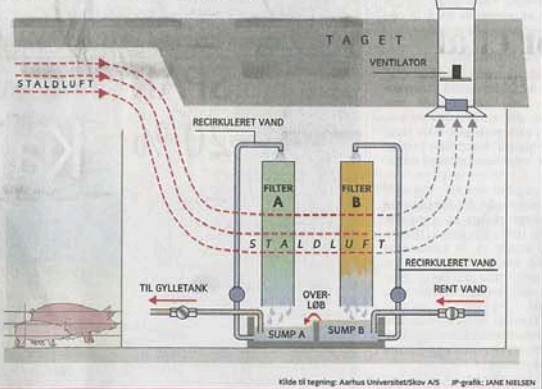 TAGET
VENTILATOR
STALDLUFT
RECIRKULERET VAND
FILTER
A
FILTER
B
STALDLUFT
RECIRKULERET VAND
TIL GYLLETANK
OVER-
LØB
RENT VAND
SUMP A
SUMP B
Kilde til tegning: Aarhus Universitet/Skov A/S JP-grafik: JANE NIELSEN